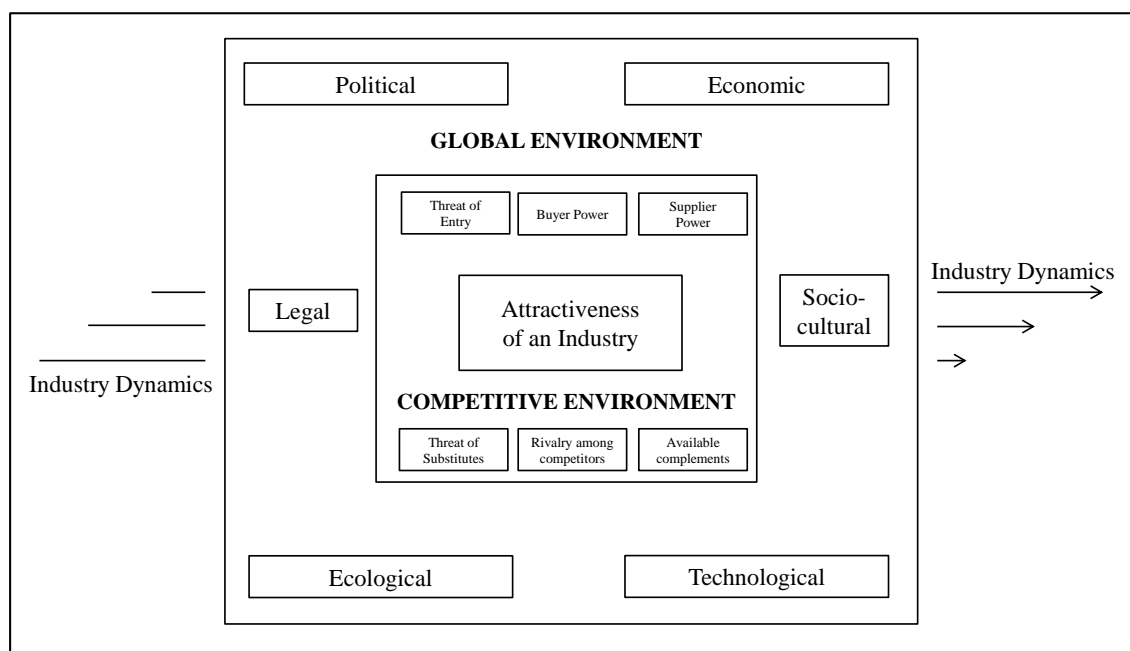 Political
Economic
GLOBAL ENVIRONMENT
Threat of
Entry
Buyer Power
Supplier
Power
Industry Dynamics
Legal
Attractiveness
of an Industry
Socio-
cultural
Industry Dynamics
COMPETITIVE ENVIRONMENT
Threat of
Substitutes
Rivalry among
competitors
Available
complements
Ecological
Technological